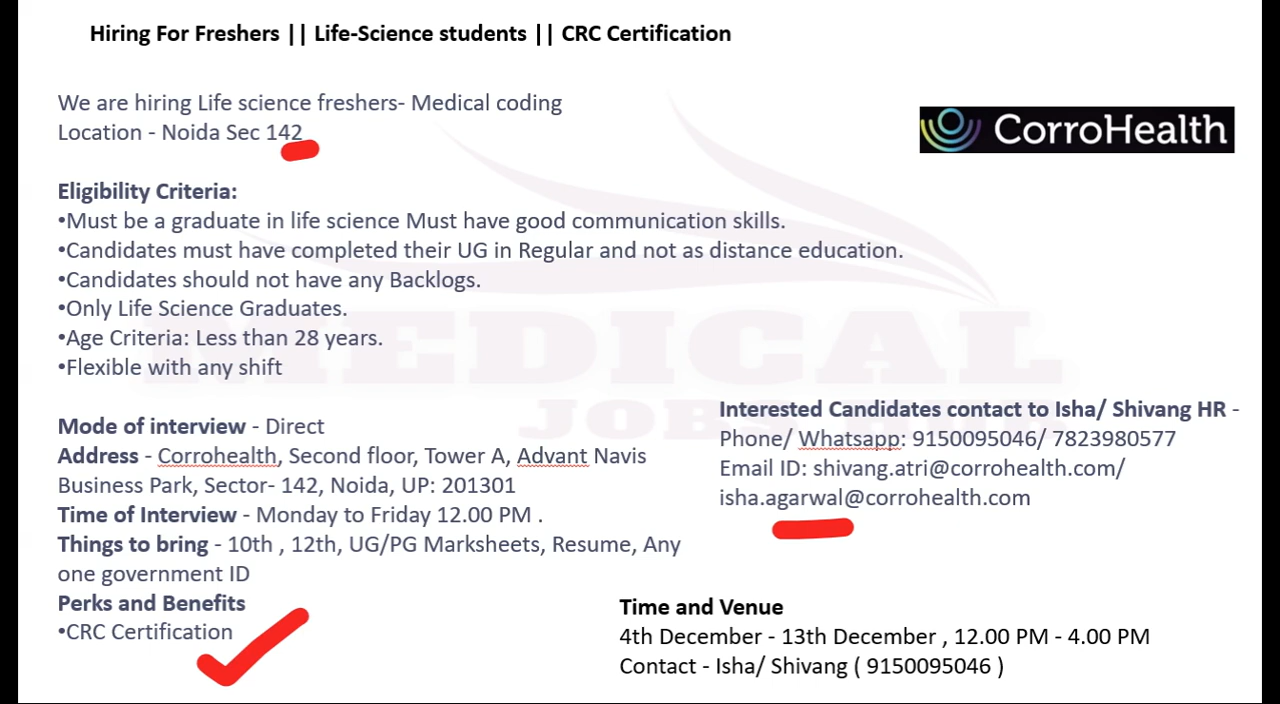 Hiring For Freshers || Life-Science students || CRC Certification
We are hiring Life science freshers- Medical coding
Location - Noida Sec 142
CorroHealth
Eligibility Criteria:
•Must be a graduate in life science Must have good communication skills.
•Candidates must have completed their UG in Regular and not as distance education.
•Candidates should not have any Backlogs.
•Only Life Science Graduates.
•Age Criteria: Less than 28 years.
•Flexible with any shift
MEDICAL
JOBS HUB
Mode of interview - Direct
Address - Corrohealth, Second floor, Tower A, Advant Navis
Business Park, Sector- 142, Noida, UP: 201301
Time of Interview - Monday to Friday 12.00 PM .
Things to bring - 10th , 12th, UG/PG Marksheets, Resume, Any
one government ID
Perks and Benefits
•CRC Certification
Interested Candidates contact to Isha/ Shivang HR -
Phone/ Whatsapp: 9150095046/ 7823980577
Email ID: shivang.atri@corrohealth.com/
isha.agarwal@corrohealth.com
Time and Venue
4th December - 13th December , 12.00 PM - 4.00 PM
Contact - Isha/ Shivang ( 9150095046 )